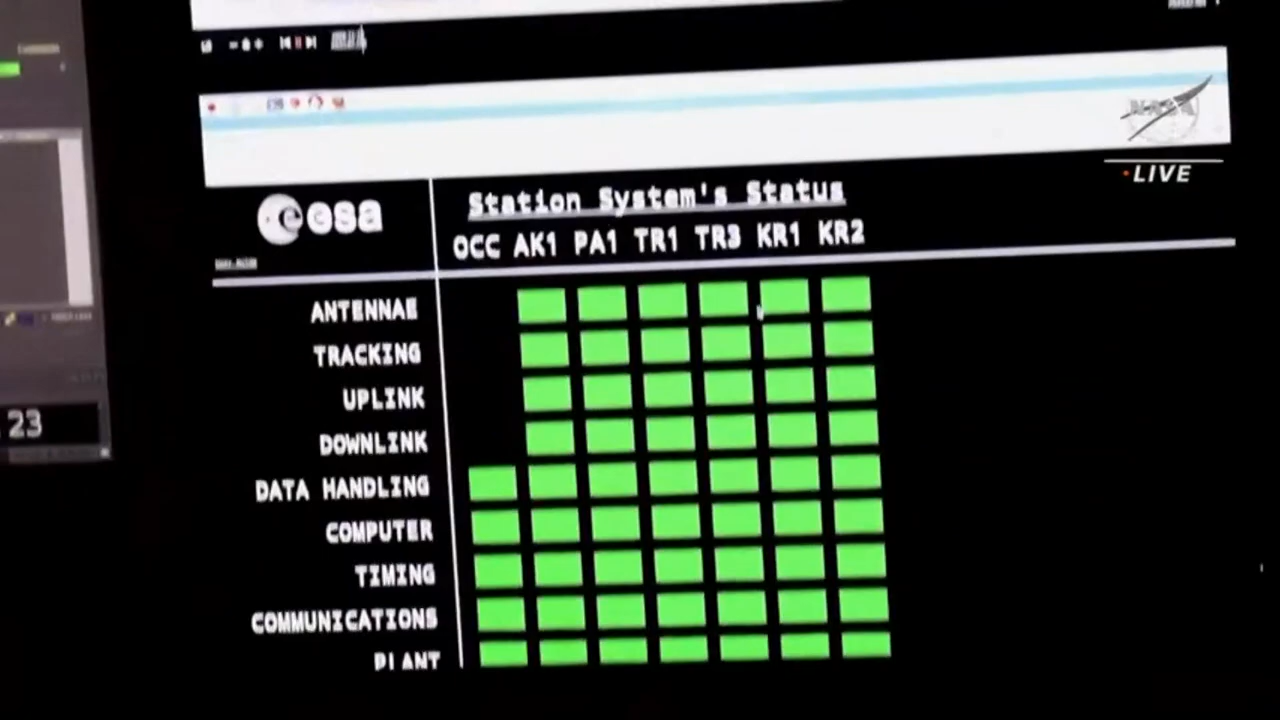 NASA
LIVE
esa
Station System's Status
OCC AK1 PA1 TR1 TR3 KR1 KR2
ANTENNAE
TRACKING
UPLINK
DOWNLINK
DATA HANDLING
COMPUTER
TIMING
COMMUNICATIONS
PLANT
23